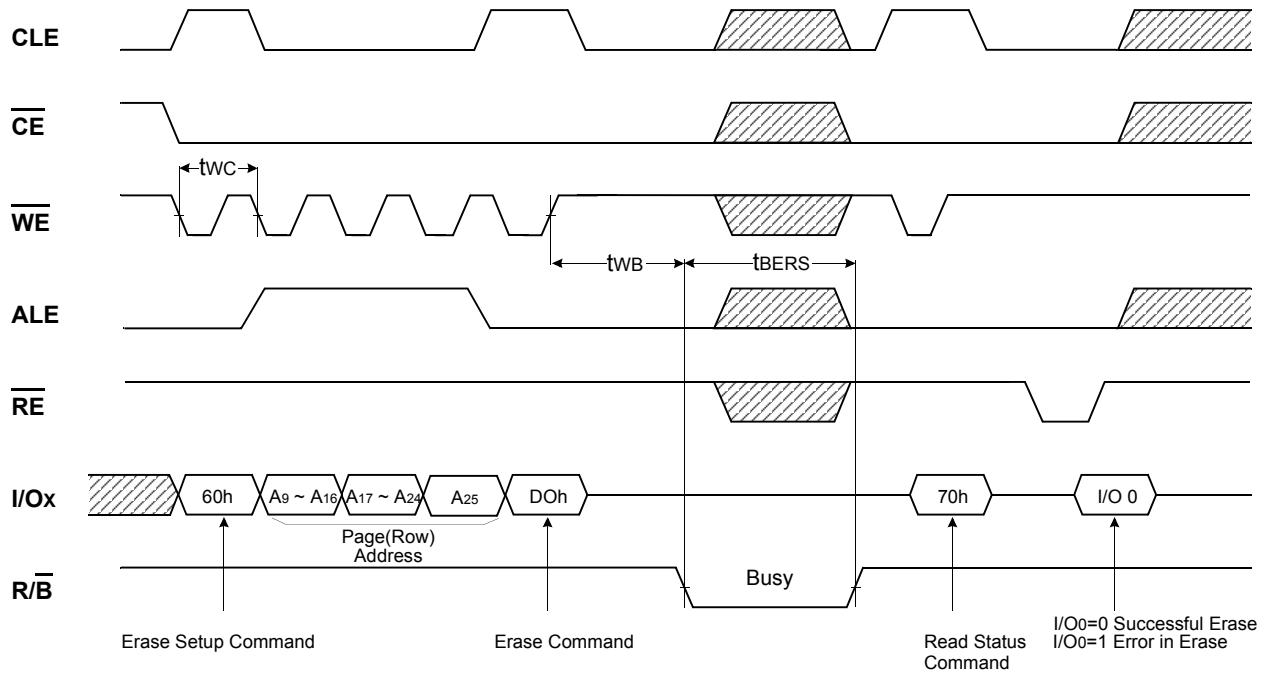 CLE
CE
tWC
WE
tWB
tBERS
ALE
RE
I/Ox
60h
A9 ~ A16
A17 ~ A24
A25
DOh
70h
I/O 0
Page(Row)
Address
R/B
Busy
Erase Setup Command
Erase Command
Read Status
Command
I/O0=0 Successful Erase
I/O0=1 Error in Erase